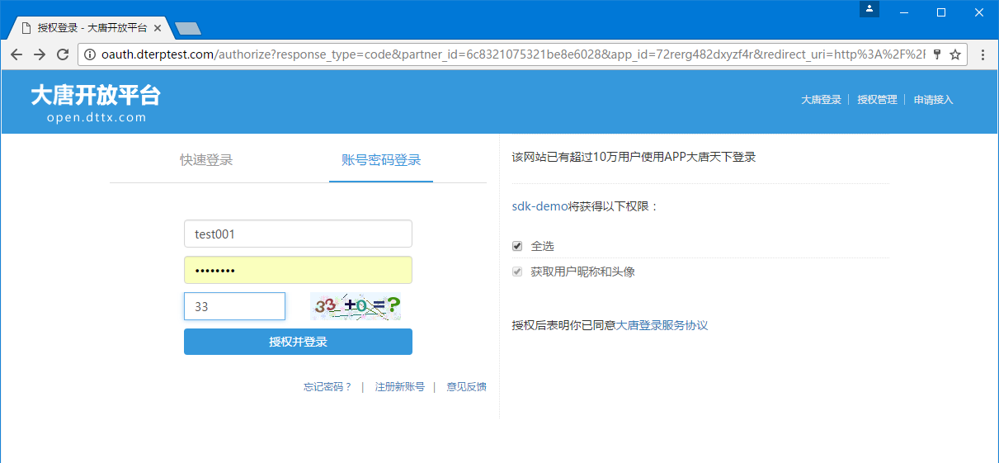 授权登录 - 大唐开放平台
oauth.dterptest.com/authorize?response_type=code&partner_id=6c8321075321be8e6028&app_id=72rerg482dxyzf4r&redirect_uri=http%3A%2F%2F
大唐开放平台
open.dttx.com
大唐登录 | 授权管理 | 申请接入
快速登录 账号密码登录
test001
••••••••
33 33 +0 =?
授权并登录
忘记密码？ | 注册新账号 | 意见反馈
该网站已有超过10万用户使用APP大唐天下登录
sdk-demo将获得以下权限：
全选
获取用户昵称和头像
授权后表明你已同意大唐登录服务协议